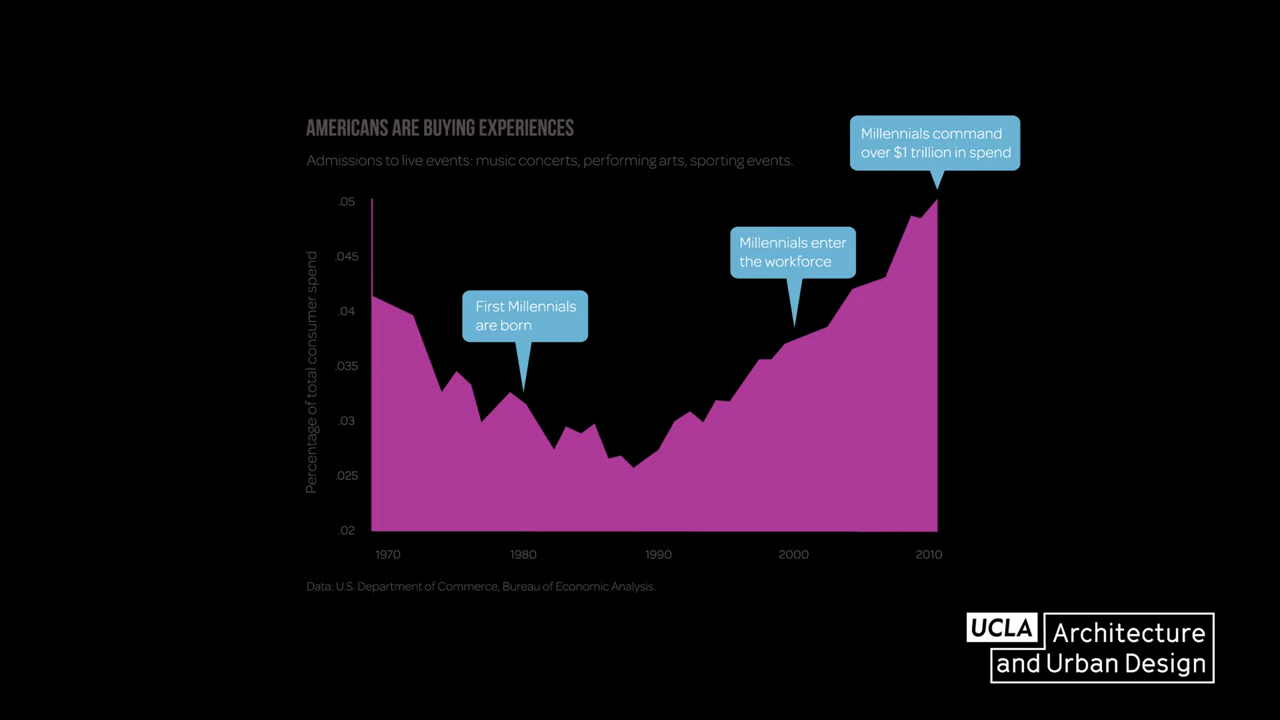 AMERICANS ARE BUYING EXPERIENCES
Admissions to live events: music concerts, performing arts, sporting events.
Millennials command
over $1 trillion in spend
Millennials enter
the workforce
First Millennials
are born
Percentage of total consumer spend
.05
.045
.04
.035
.03
.025
.02
1970 1980 1990 2000 2010
Data: U.S. Department of Commerce, Bureau of Economic Analysis.
UCLA Architecture
and Urban Design